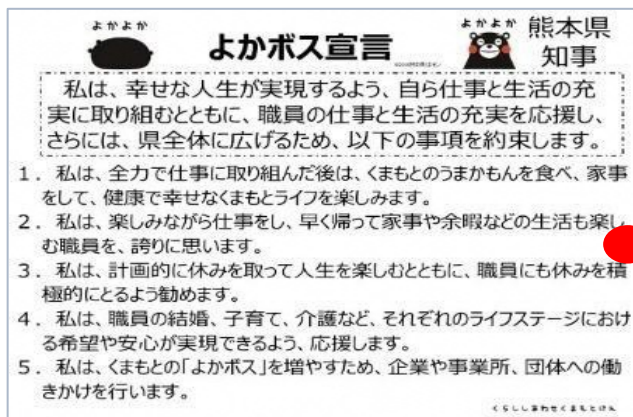 よかよか
よかボス宣言
よかよか
熊本県
知事
私は、幸せな人生が実現するよう、自ら仕事と生活の充
実に取り組むとともに、職員の仕事と生活の充実を応援し、
さらには、県全体に広げるため、以下の事項を約束します。
1．私は、全力で仕事に取り組んだ後は、くまもとのうまかもんを食べ、家事
をして、健康で幸せなくまもとライフを楽しみます。
2．私は、楽しみながら仕事をし、早く帰って家事や余暇などの生活も楽し
む職員を、誇りに思います。
3．私は、計画的に休みを取って人生を楽しむとともに、職員にも休みを積
極的にとるよう勧めます。
4．私は、職員の結婚、子育て、介護など、それぞれのライフステージにおけ
る希望や安心が実現できるよう、応援します。
5．私は、くまもとの「よかボス」を増やすため、企業や事業所、団体への働
きかけを行います。
くらししあわせくまもとけん